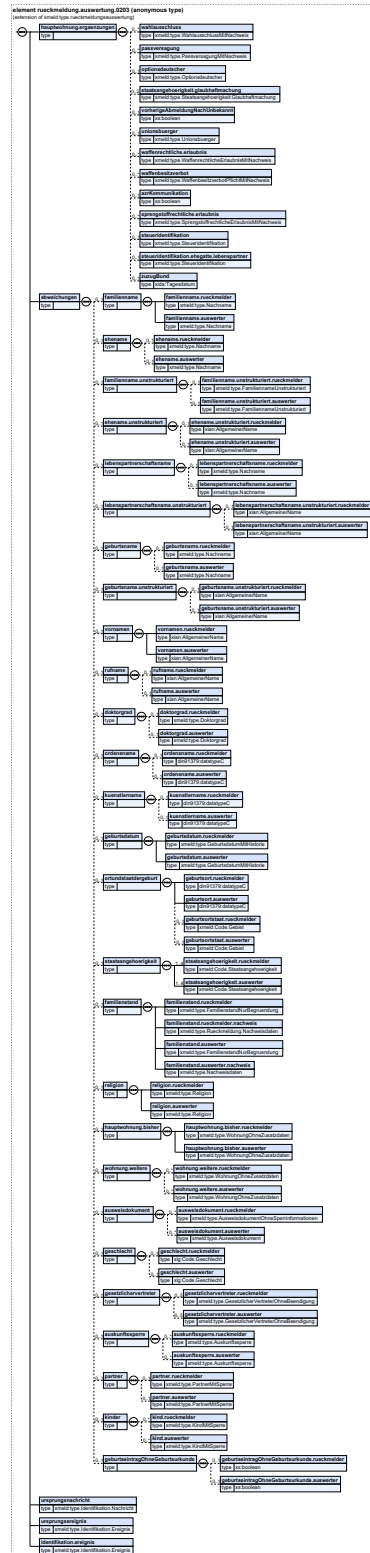 element rueckmeldung.auswertung.0203 (anonymous type)
(extension of xmeld:type.rueckmeldungsauswertung)
hauptwohnung.ergaenzungen
type
wahlausschluss
type xmeld:type.WahlausschlussMitNachweis
passversagung
type xmeld:type.PassversagungMitNachweis
optionsdeutscher
type xmeld:type.Optionsdeutscher
staatsangehoerigkeit.glaubhaftmachung
type xmeld:type.Staatsangehoerigkeit.Glaubhaftmachung
vorherigeAbmeldungNachUnbekannt
type xs:boolean
unionsbuerger
type xmeld:type.Unionsbuerger
waffenrechtliche.erlaubnis
type xmeld:type.WaffenrechtlicheErlaubnisMitNachweis
waffenbesitzverbot
type xmeld:type.WaffenbesitzverbotPflichtMitNachweis
azrKommunikation
type xs:boolean
sprengstoffrechtliche.erlaubnis
type xmeld:type.SprengstoffrechtlicheErlaubnisMitNachweis
steueridentifikation
type xmeld:type.Steueridentifikation
steueridentifikation.ehegatte.lebenspartner
type xmeld:type.Steueridentifikation
zuzugBund
type xida:Tagesdatum
abweichungen
type
familienname
type
familienname.rueckmelder
type xmeld:type.Nachname
familienname.auswerter
type xmeld:type.Nachname
ehename
type
ehename.rueckmelder
type xmeld:type.Nachname
ehename.auswerter
type xmeld:type.Nachname
familienname.unstrukturiert
type
familienname.unstrukturiert.rueckmelder
type xmeld:type.FamiliennameUnstrukturiert
familienname.unstrukturiert.auswerter
type xmeld:type.FamiliennameUnstrukturiert
ehename.unstrukturiert
type
ehename.unstrukturiert.rueckmelder
type xian:AllgemeinerName
ehename.unstrukturiert.auswerter
type xian:AllgemeinerName
lebenspartnerschaftsname
type
lebenspartnerschaftsname.rueckmelder
type xmeld:type.Nachname
lebenspartnerschaftsname.auswerter
type xmeld:type.Nachname
lebenspartnerschaftsname.unstrukturiert
type
lebenspartnerschaftsname.unstrukturiert.rueckmelder
type xian:AllgemeinerName
lebenspartnerschaftsname.unstrukturiert.auswerter
type xian:AllgemeinerName
geburtsname
type
geburtsname.rueckmelder
type xmeld:type.Nachname
geburtsname.auswerter
type xmeld:type.Nachname
geburtsname.unstrukturiert
type
geburtsname.unstrukturiert.rueckmelder
type xian:AllgemeinerName
geburtsname.unstrukturiert.auswerter
type xian:AllgemeinerName
vornamen
type
vornamen.rueckmelder
type xian:AllgemeinerName
vornamen.auswerter
type xian:AllgemeinerName
rufname
type
rufname.rueckmelder
type xian:AllgemeinerName
rufname.auswerter
type xian:AllgemeinerName
doktorgrad
type
doktorgrad.rueckmelder
type xmeld:type.Doktorgrad
doktorgrad.auswerter
type xmeld:type.Doktorgrad
ordensname
type
ordensname.rueckmelder
type din91379:datatypeC
ordensname.auswerter
type din91379:datatypeC
kuenstlername
type
kuenstlername.rueckmelder
type din91379:datatypeC
kuenstlername.auswerter
type din91379:datatypeC
geburtsdatum
type
geburtsdatum.rueckmelder
type xmeld:type.GeburtsdatumMitHistorie
geburtsdatum.auswerter
type xmeld:type.GeburtsdatumMitHistorie
ortundstaatdergeburt
type
geburtsort.rueckmelder
type din91379:datatypeC
geburtsort.auswerter
type din91379:datatypeC
geburtsortstaat.rueckmelder
type xmeld:Code.Gebiet
geburtsortstaat.auswerter
type xmeld:Code.Gebiet
staatsangehoerigkeit
type
staatsangehoerigkeit.rueckmelder
type xmeld:Code.Staatsangehoerigkeit
staatsangehoerigkeit.auswerter
type xmeld:Code.Staatsangehoerigkeit
familienstand
type
familienstand.rueckmelder
type xmeld:type.FamilienstandNurBegruendung
familienstand.rueckmelder.nachweis
type xmeld:type.Rueckmeldung.Nachweisdaten
familienstand.auswerter
type xmeld:type.FamilienstandNurBegruendung
familienstand.auswerter.nachweis
type xmeld:type.Nachweisdaten
religion
type
religion.rueckmelder
type xmeld:type.Religion
religion.auswerter
type xmeld:type.Religion
hauptwohnung.bisher
type
hauptwohnung.bisher.rueckmelder
type xmeld:type.WohnungOhneZusatzdaten
hauptwohnung.bisher.auswerter
type xmeld:type.WohnungOhneZusatzdaten
wohnung.weitere
type
wohnung.weitere.rueckmelder
type xmeld:type.WohnungOhneZusatzdaten
wohnung.weitere.auswerter
type xmeld:type.WohnungOhneZusatzdaten
ausweisdokument
type
ausweisdokument.rueckmelder
type xmeld:type.AusweisdokumentOhneSperrinformationen
ausweisdokument.auswerter
type xmeld:type.Ausweisdokument
geschlecht
type
geschlecht.rueckmelder
type xig:Code.Geschlecht
geschlecht.auswerter
type xig:Code.Geschlecht
gesetzlichervertreter
type
gesetzlichervertreter.rueckmelder
type xmeld:type.GesetzlicherVertreterOhneBeendigung
gesetzlichervertreter.auswerter
type xmeld:type.GesetzlicherVertreterOhneBeendigung
auskunftssperre
type
auskunftssperre.rueckmelder
type xmeld:type.Auskunftssperre
auskunftssperre.auswerter
type xmeld:type.Auskunftssperre
partner
type
partner.rueckmelder
type xmeld:type.PartnerMitSperre
partner.auswerter
type xmeld:type.PartnerMitSperre
kinder
type
kind.rueckmelder
type xmeld:type.KindMitSperre
kind.auswerter
type xmeld:type.KindMitSperre
geburtseintragOhneGeburtsurkunde
type
geburtseintragOhneGeburtsurkunde.rueckmelder
type xs:boolean
geburtseintragOhneGeburtsurkunde.auswerter
type xs:boolean
ursprungsnachricht
type xmeld:type.Identifikation.Nachricht
ursprungsereignis
type xmeld:type.Identifikation.Ereignis
identifikation.ereignis
type xmeld:type.Identifikation.Ereignis